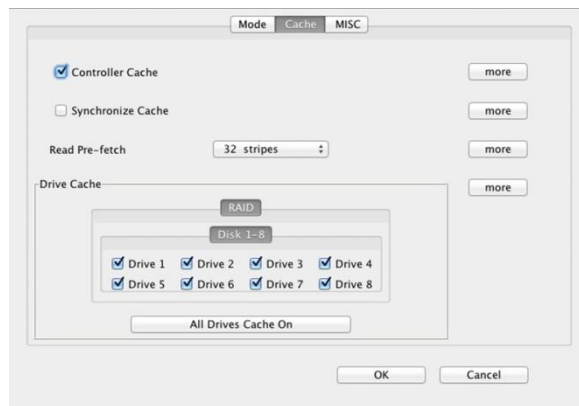 Mode Cache MISC
Controller Cache more
Synchronize Cache more
Read Pre-fetch 32 stripes more
Drive Cache more
RAID
Disk 1-8
Drive 1 Drive 2 Drive 3 Drive 4
Drive 5 Drive 6 Drive 7 Drive 8
All Drives Cache On
OK Cancel